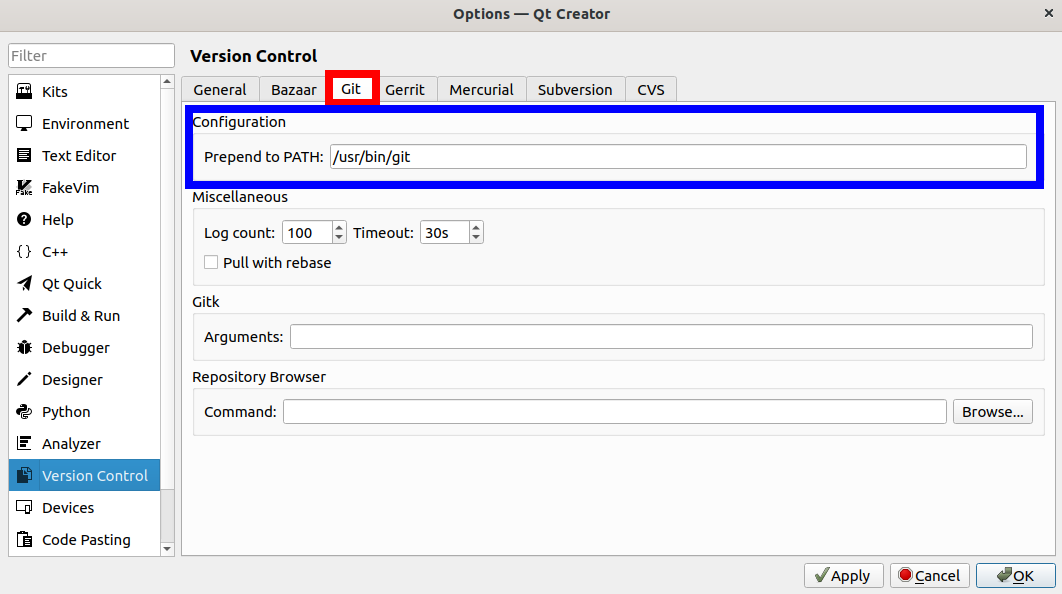 Options — Qt Creator
Filter
Kits
Environment
Text Editor
FakeVim
Help
C++
Qt Quick
Build & Run
Debugger
Designer
Python
Analyzer
Version Control
Devices
Code Pasting
Version Control
General Bazaar Git Gerrit Mercurial Subversion CVS
Configuration
Prepend to PATH: /usr/bin/git
Miscellaneous
Log count: 100 Timeout: 30s
Pull with rebase
Gitk
Arguments:
Repository Browser
Command: Browse...
Apply Cancel OK